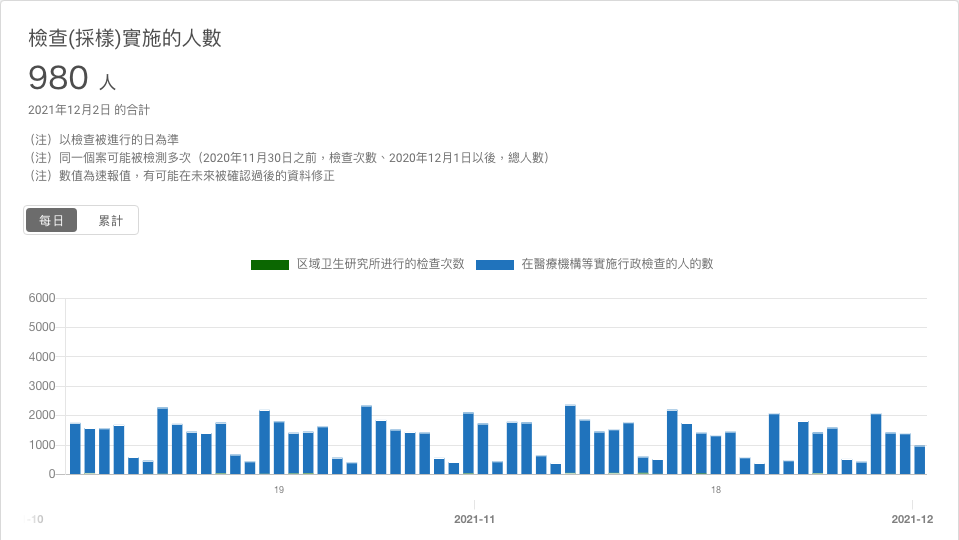 檢查(採樣)實施的人數
980 人
2021年12月2日 的合計
（注）以檢查被進行的日為準
（注）同一個案可能被檢測多次（2020年11月30日之前，檢查次數、2020年12月1日以後，總人數）
（注）數值為速報值，有可能在未來被確認過後的資料修正
每日 累計
区域卫生研究所进行的检查次数 在醫療機構等實施行政檢查的人的數
6000
5000
4000
3000
2000
1000
0
19 18
-10 2021-11 2021-12